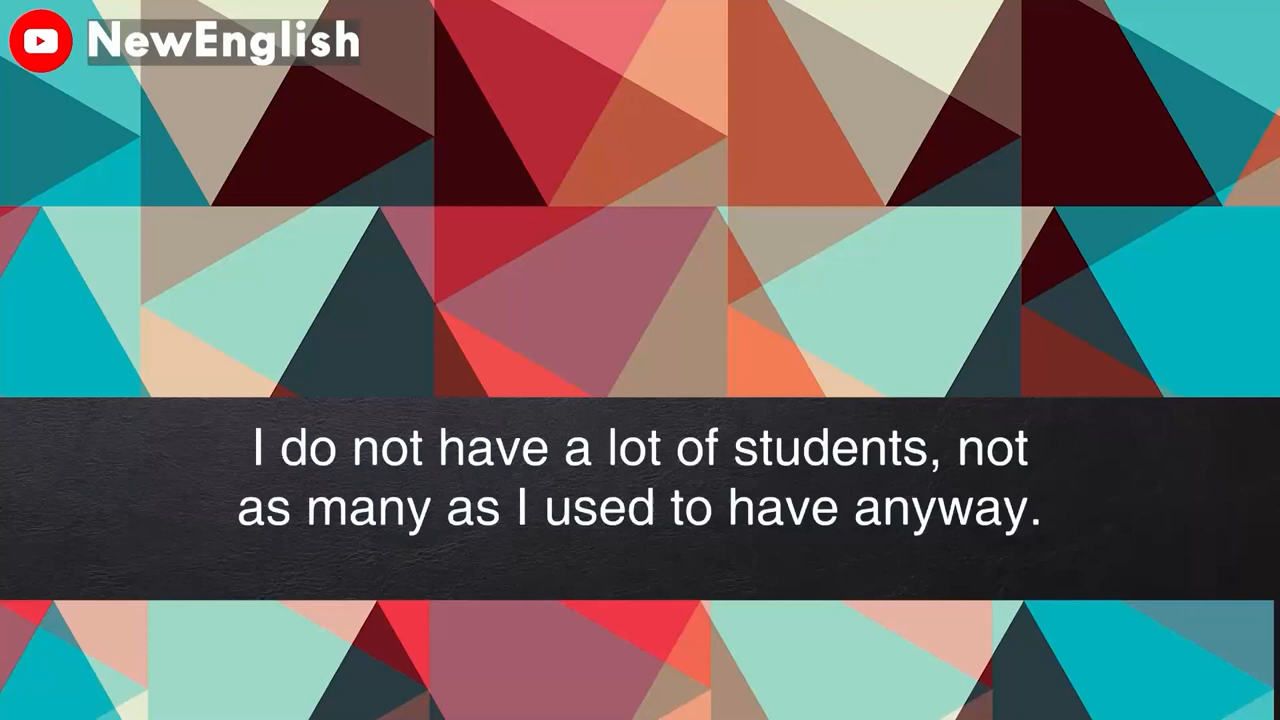 NewEnglish
I do not have a lot of students, not
as many as I used to have anyway.